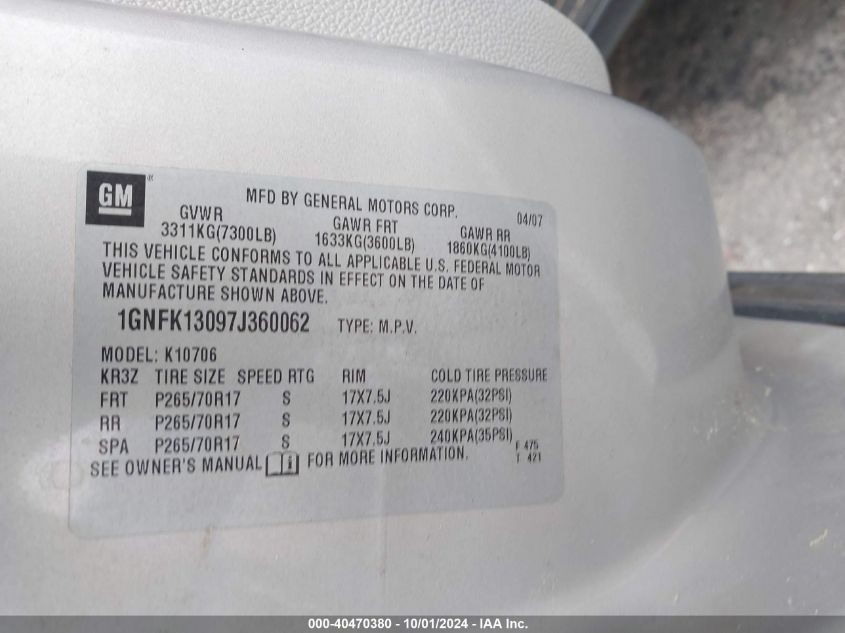 GM
MFD BY GENERAL MOTORS CORP. 04/07
GVWR GAWR FRT GAWR RR
3311KG(7300LB) 1633KG(3600LB) 1860KG(4100LB)
THIS VEHICLE CONFORMS TO ALL APPLICABLE U.S. FEDERAL MOTOR
VEHICLE SAFETY STANDARDS IN EFFECT ON THE DATE OF
MANUFACTURE SHOWN ABOVE.
1GNFK13097J360062 TYPE: M.P.V.
MODEL: K10706
KR3Z TIRE SIZE SPEED RTG RIM COLD TIRE PRESSURE
FRT P265/70R17 S 17X7.5J 220KPA(32PSI)
RR P265/70R17 S 17X7.5J 220KPA(32PSI)
SPA P265/70R17 S 17X7.5J 240KPA(35PSI)
F 475
T 421
SEE OWNER'S MANUAL FOR MORE INFORMATION.
000-40470380 - 10/01/2024 - IAA Inc.